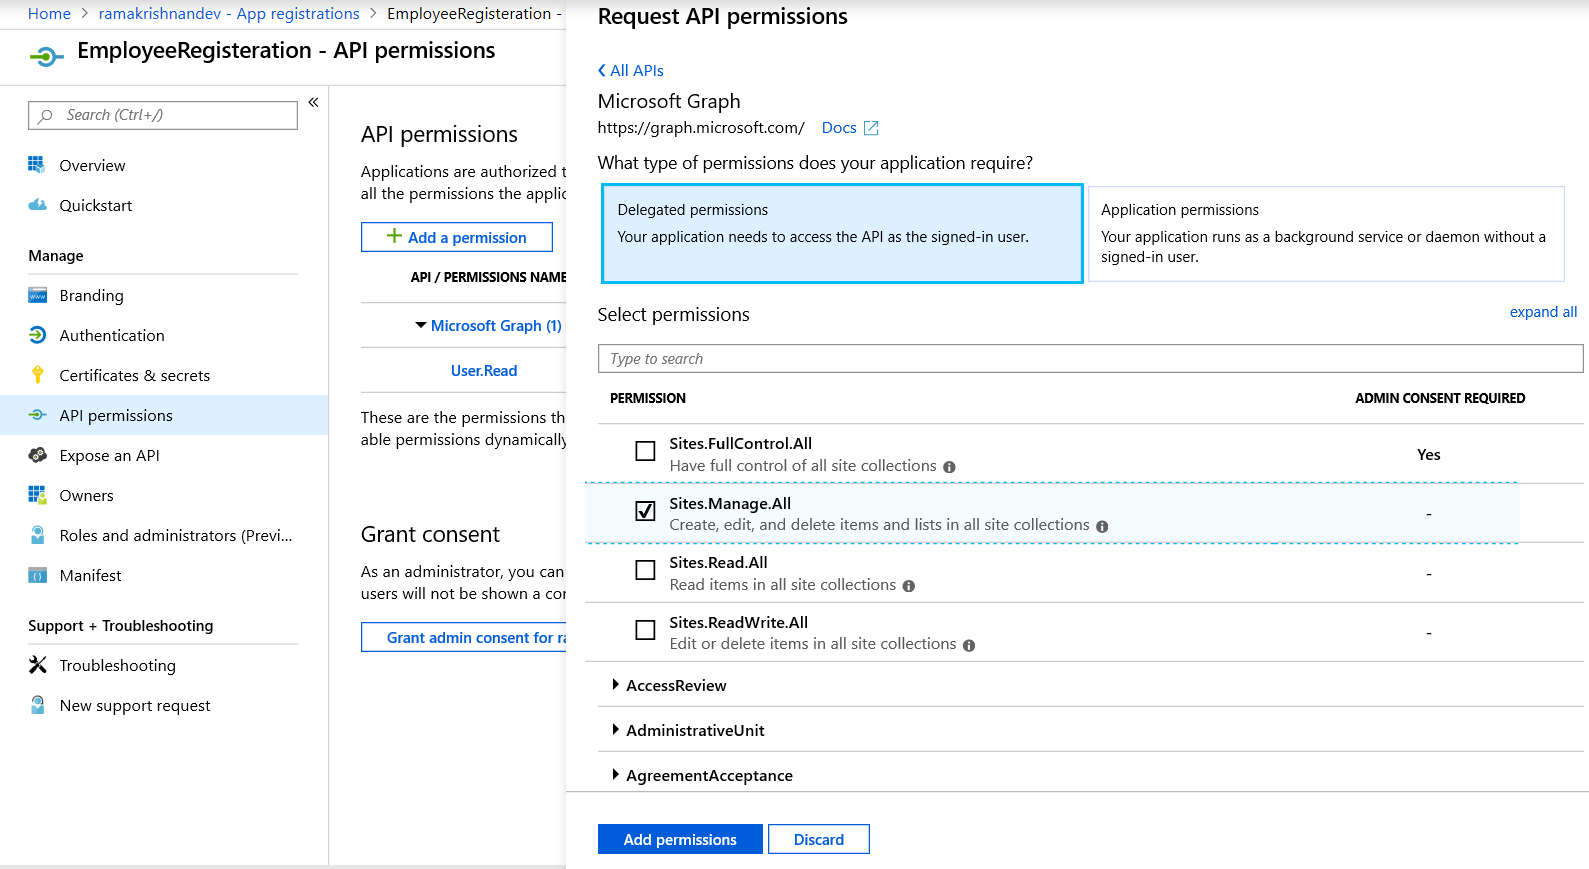 Home > ramakrishnandev - App registrations > EmployeeRegisteration -
EmployeeRegisteration - API permissions
Search (Ctrl+/)
«
Overview
Quickstart
Manage
Branding
Authentication
Certificates & secrets
API permissions
Expose an API
Owners
Roles and administrators (Previ...
Manifest
Support + Troubleshooting
Troubleshooting
New support request
API permissions
Applications are authorized t
all the permissions the applic
Add a permission
API / PERMISSIONS NAME
Microsoft Graph (1)
User.Read
These are the permissions th
able permissions dynamically
Grant consent
As an administrator, you can
users will not be shown a con
Grant admin consent for ra
Request API permissions
All APIs
Microsoft Graph
https://graph.microsoft.com/ Docs
What type of permissions does your application require?
Delegated permissions
Your application needs to access the API as the signed-in user.
Application permissions
Your application runs as a background service or daemon without a
signed-in user.
Select permissions
expand all
Type to search
PERMISSION ADMIN CONSENT REQUIRED
Sites.FullControl.All
Have full control of all site collections
Yes
Sites.Manage.All
Create, edit, and delete items and lists in all site collections
-
Sites.Read.All
Read items in all site collections
-
Sites.ReadWrite.All
Edit or delete items in all site collections
-
AccessReview
AdministrativeUnit
AgreementAcceptance
Add permissions
Discard